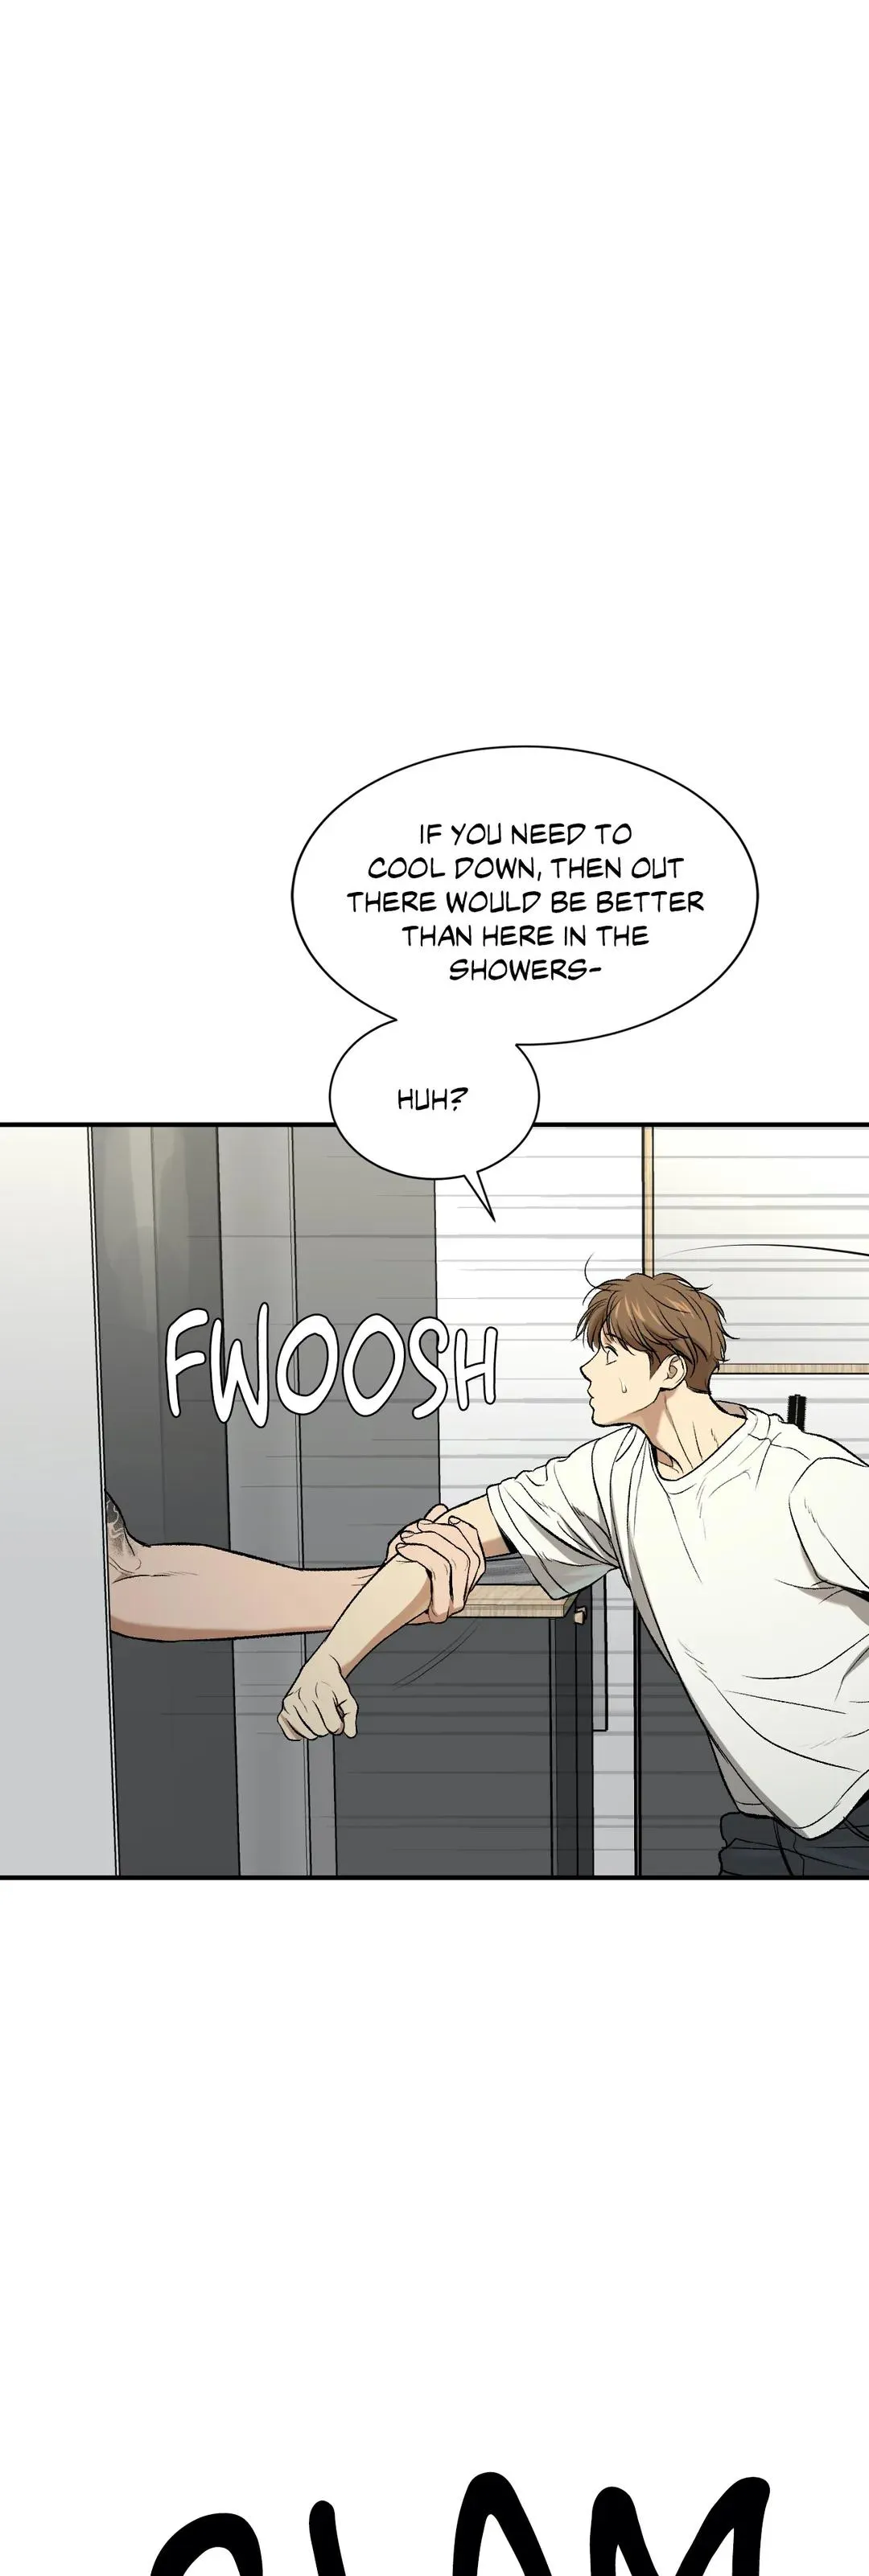 IF YOU NEED TO
COOL DOWN, THEN OUT
THERE WOULD BE BETTER
THAN HERE IN THE
SHOWERS-
HUH?
FWOOSH